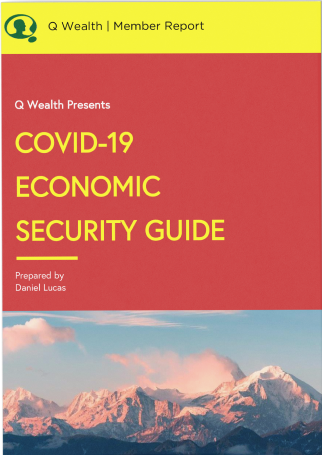 Q Wealth | Member Report
Q Wealth Presents
COVID-19
ECONOMIC
SECURITY GUIDE
Prepared by
Daniel Lucas